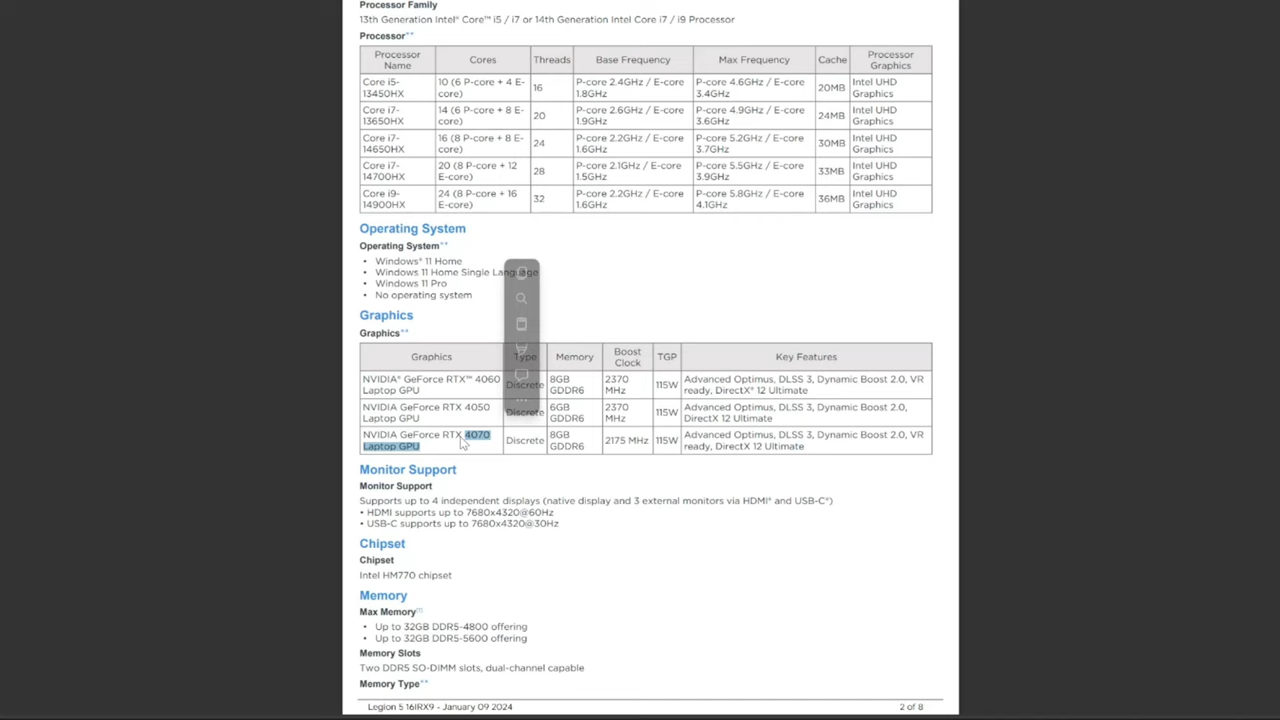 Processor Family
13th Generation Intel® Core™ i5 / i7 or 14th Generation Intel Core i7 / i9 Processor
Processor**
Processor Name Cores Threads Base Frequency Max Frequency Cache Processor Graphics
Core i5-13450HX 10 (6 P-core + 4 E-core) 16 P-core 2.4GHz / E-core 1.8GHz P-core 4.6GHz / E-core 3.4GHz 20MB Intel UHD Graphics
Core i7-13650HX 14 (6 P-core + 8 E-core) 20 P-core 2.6GHz / E-core 1.9GHz P-core 4.9GHz / E-core 3.6GHz 24MB Intel UHD Graphics
Core i7-14650HX 16 (8 P-core + 8 E-core) 24 P-core 2.2GHz / E-core 1.6GHz P-core 5.2GHz / E-core 3.7GHz 30MB Intel UHD Graphics
Core i7-14700HX 20 (8 P-core + 12 E-core) 28 P-core 2.1GHz / E-core 1.5GHz P-core 5.5GHz / E-core 3.9GHz 33MB Intel UHD Graphics
Core i9-14900HX 24 (8 P-core + 16 E-core) 32 P-core 2.2GHz / E-core 1.6GHz P-core 5.8GHz / E-core 4.1GHz 36MB Intel UHD Graphics
Operating System
Operating System**
• Windows® 11 Home
• Windows 11 Home Single Language
• Windows 11 Pro
• No operating system
Graphics
Graphics**
Graphics Type Memory Boost Clock TGP Key Features
NVIDIA® GeForce RTX™ 4060 Laptop GPU Discrete 8GB GDDR6 2370 MHz 115W Advanced Optimus, DLSS 3, Dynamic Boost 2.0, VR ready, DirectX® 12 Ultimate
NVIDIA GeForce RTX 4050 Laptop GPU Discrete 6GB GDDR6 2370 MHz 115W Advanced Optimus, DLSS 3, Dynamic Boost 2.0, DirectX 12 Ultimate
NVIDIA GeForce RTX 4070 Laptop GPU Discrete 8GB GDDR6 2175 MHz 115W Advanced Optimus, DLSS 3, Dynamic Boost 2.0, VR ready, DirectX 12 Ultimate
Monitor Support
Monitor Support
Supports up to 4 independent displays (native display and 3 external monitors via HDMI® and USB-C®)
• HDMI supports up to 7680x4320@60Hz
• USB-C supports up to 7680x4320@30Hz
Chipset
Chipset
Intel HM770 chipset
Memory
Max Memory[1]
• Up to 32GB DDR5-4800 offering
• Up to 32GB DDR5-5600 offering
Memory Slots
Two DDR5 SO-DIMM slots, dual-channel capable
Memory Type**
Legion 5 16IRX9 - January 09 2024 2 of 8